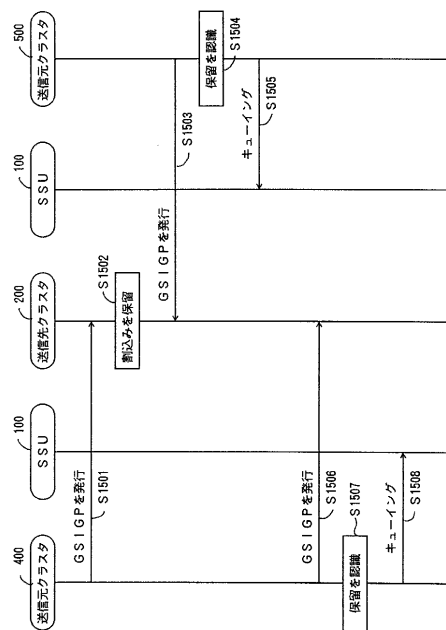 400
送信元クラスタ
100
ＳＳＵ
200
送信先クラスタ
100
ＳＳＵ
500
送信元クラスタ
ＧＳＩＧＰを発行
S1501
S1502
割込みを保留
ＧＳＩＧＰを発行
S1503
保留を認識
S1504
キューイング
S1505
ＧＳＩＧＰを発行
S1506
保留を認識
S1507
キューイング
S1508